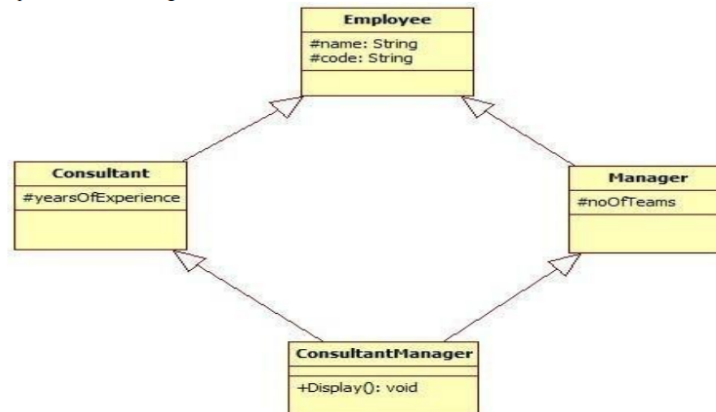 Employee
#name: String
#code: String
Consultant
#yearsOfExperience
Manager
#noOfTeams
ConsultantManager
+Display(): void